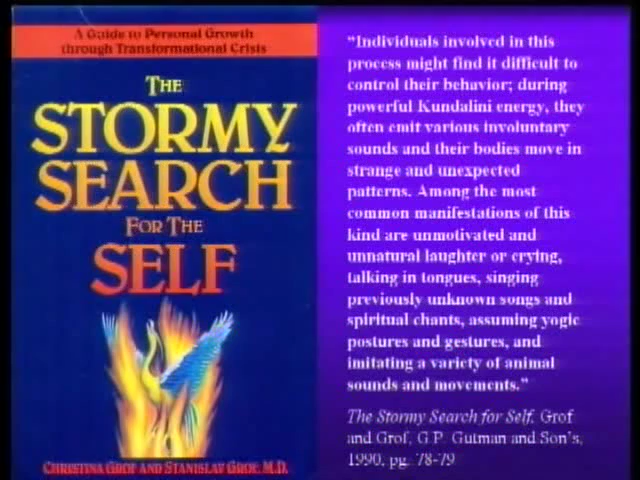 A Guide to Personal Growth
through Transformational Crisis
THE
STORMY
SEARCH
FOR THE
SELF
CHRISTINA GROF AND STANISLAV GROF, M.D.
“Individuals involved in this
process might find it difficult to
control their behavior; during
powerful Kundalini energy, they
often emit various involuntary
sounds and their bodies move in
strange and unexpected
patterns. Among the most
common manifestations of this
kind are unmotivated and
unnatural laughter or crying,
talking in tongues, singing
previously unknown songs and
spiritual chants, assuming yogic
postures and gestures, and
imitating a variety of animal
sounds and movements.”
The Stormy Search for Self, Grof
and Grof, G.P. Gutman and Son's,
1990, pg. 78-79